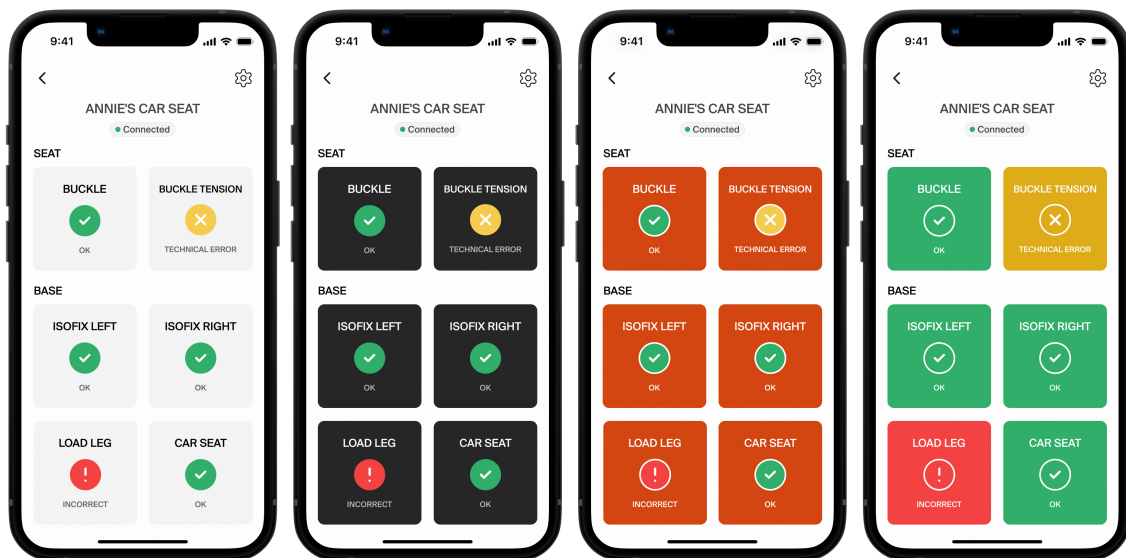 9:41
ANNIE'S CAR SEAT
Connected
SEAT
BUCKLE
OK
BUCKLE TENSION
TECHNICAL ERROR
BASE
ISOFIX LEFT
OK
ISOFIX RIGHT
OK
LOAD LEG
INCORRECT
CAR SEAT
OK
9:41
ANNIE'S CAR SEAT
Connected
SEAT
BUCKLE
OK
BUCKLE TENSION
TECHNICAL ERROR
BASE
ISOFIX LEFT
OK
ISOFIX RIGHT
OK
LOAD LEG
INCORRECT
CAR SEAT
OK
9:41
ANNIE'S CAR SEAT
Connected
SEAT
BUCKLE
OK
BUCKLE TENSION
TECHNICAL ERROR
BASE
ISOFIX LEFT
OK
ISOFIX RIGHT
OK
LOAD LEG
INCORRECT
CAR SEAT
OK
9:41
ANNIE'S CAR SEAT
Connected
SEAT
BUCKLE
OK
BUCKLE TENSION
TECHNICAL ERROR
BASE
ISOFIX LEFT
OK
ISOFIX RIGHT
OK
LOAD LEG
INCORRECT
CAR SEAT
OK